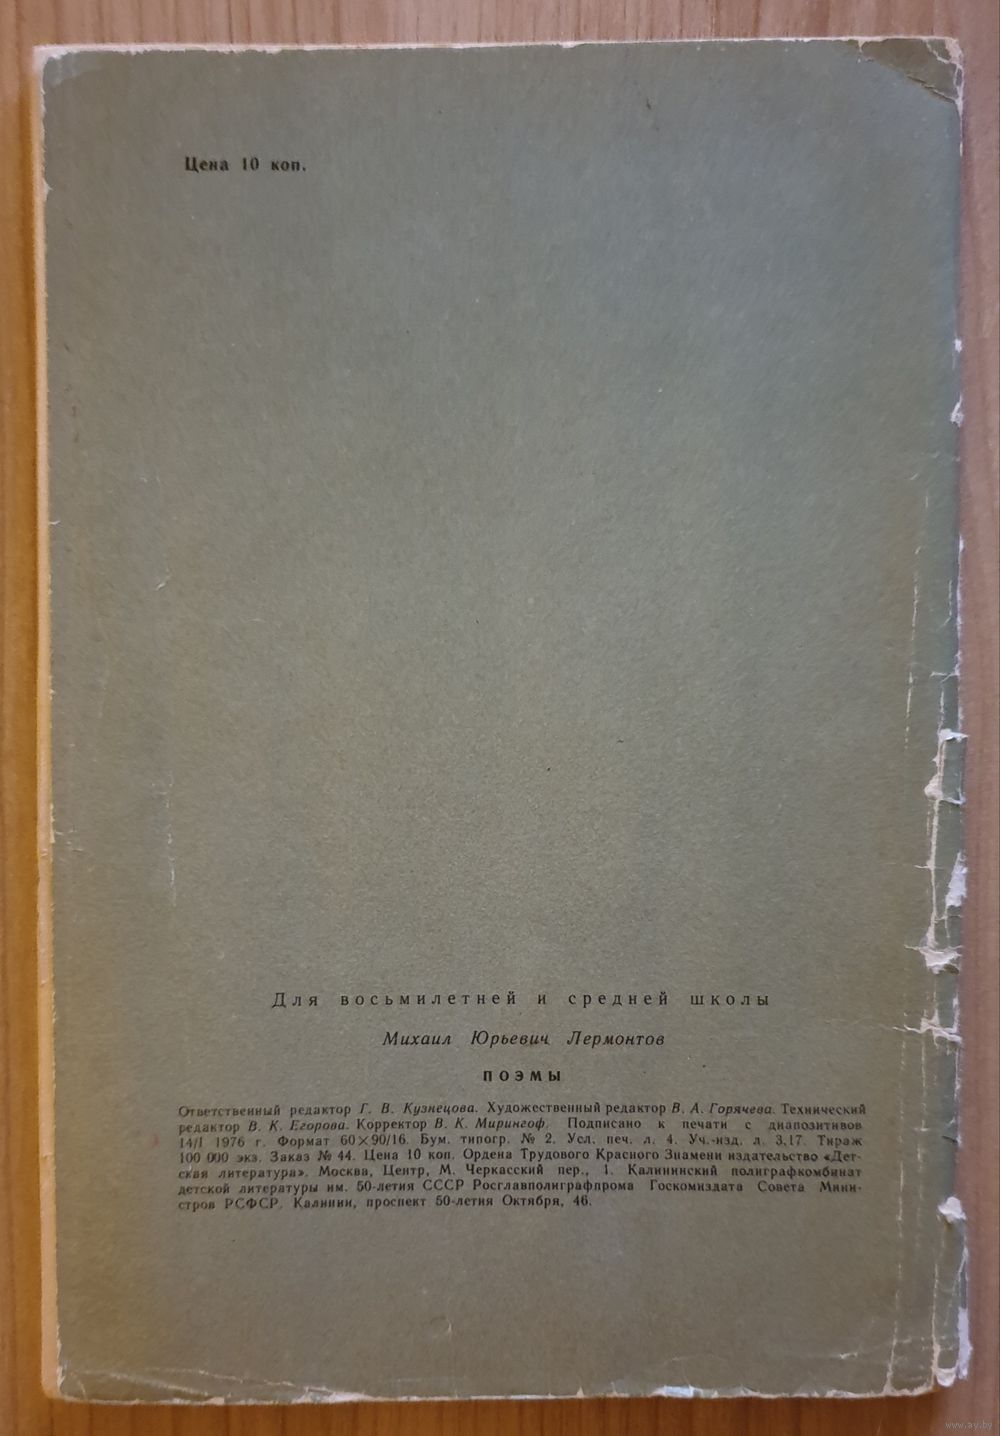 Цена 10 коп.
Для восьмилетней и средней школы
Михаил Юрьевич Лермонтов
ПОЭМЫ
Ответственный редактор Г. В. Кузнецова. Художественный редактор В. А. Горячева. Технический
редактор В. К. Егорова. Корректор В. К. Мирингоф. Подписано к печати с диапозитивов
14/I 1976 г. Формат 60×90/16. Бум. типогр. № 2. Усл. печ. л. 4. Уч.-изд. л. 3,17. Тираж
100 000 экз. Заказ № 44. Цена 10 коп. Ордена Трудового Красного Знамени издательство «Дет-
ская литература». Москва, Центр, М. Черкасский пер., 1. Калининский полиграфкомбинат
детской литературы им. 50-летия СССР Росглавполиграфпрома Госкомиздата Совета Мини-
стров РСФСР. Калинин, проспект 50-летия Октября, 46.
www.ay.by